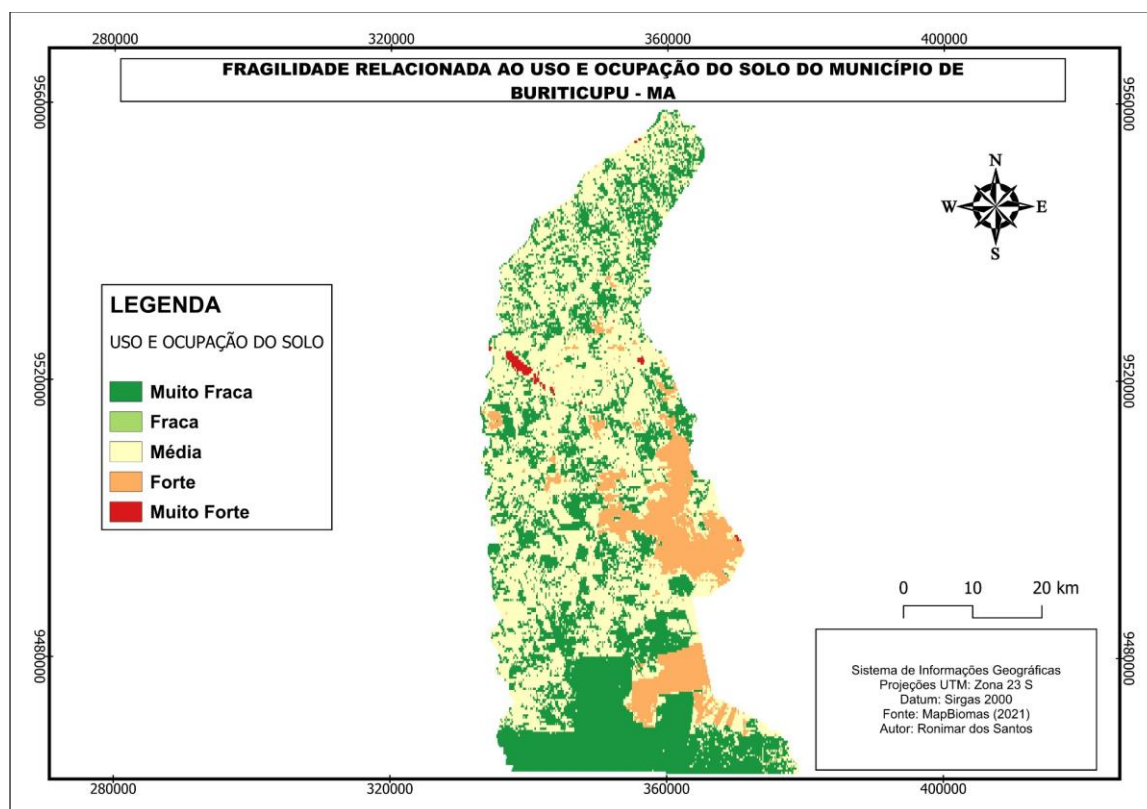 280000
320000
360000
400000
FRAGILIDADE RELACIONADA AO USO E OCUPAÇÃO DO SOLO DO MUNICÍPIO DE
BURITICUPU - MA
9560000
9560000
N
W
E
S
LEGENDA
USO E OCUPAÇÃO DO SOLO
Muito Fraca
Fraca
Média
Forte
Muito Forte
9520000
9520000
0
10
20 km
9480000
9480000
Sistema de Informações Geográficas
Projeções UTM: Zona 23 S
Datum: Sirgas 2000
Fonte: MapBiomas (2021)
Autor: Ronimar dos Santos
280000
320000
360000
400000